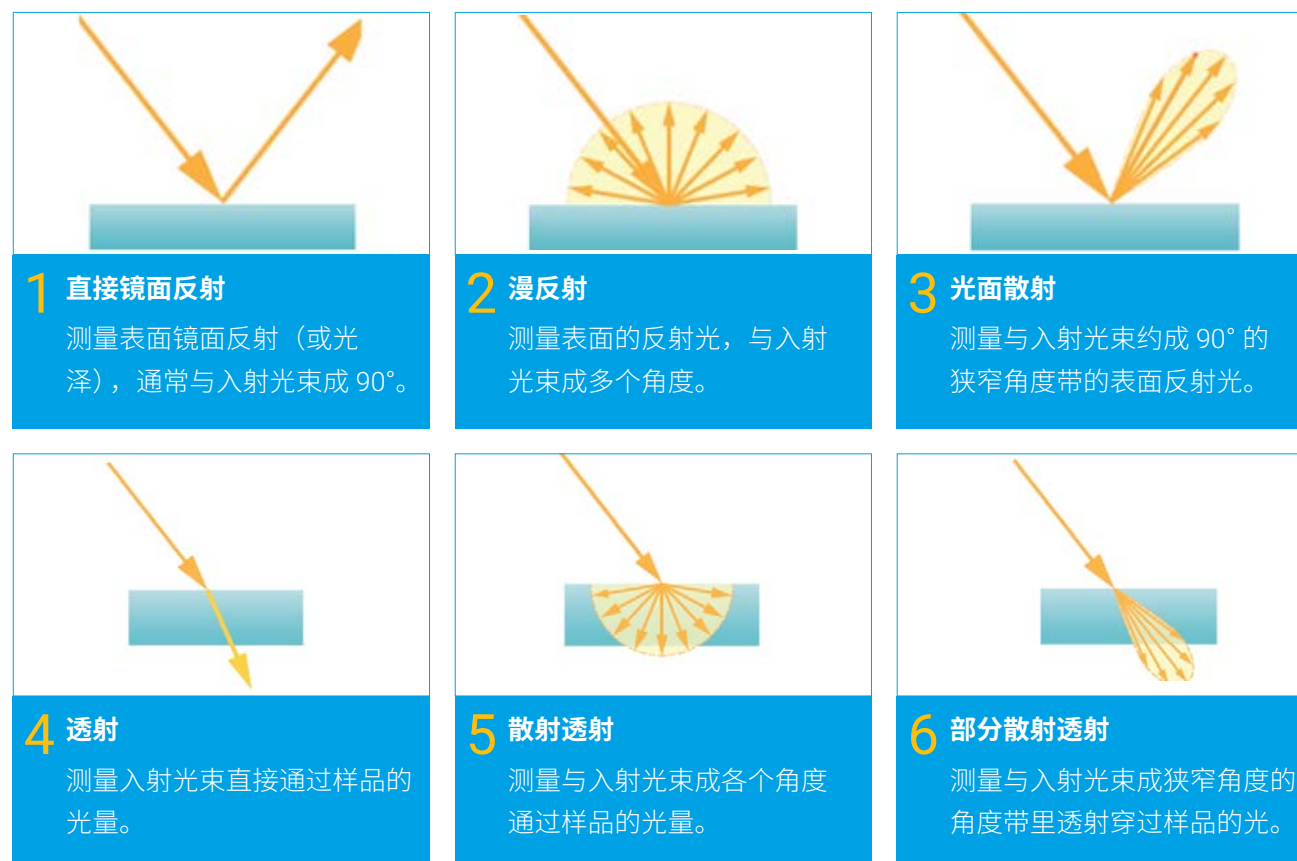 1 直接镜面反射
测量表面镜面反射（或光
泽），通常与入射光束成 90°。
2 漫反射
测量表面的反射光，与入射
光束成多个角度。
3 光面散射
测量与入射光束约成 90° 的
狭窄角度带的表面反射光。
4 透射
测量入射光束直接通过样品的
光量。
5 散射透射
测量与入射光束成各个角度
通过样品的光量。
6 部分散射透射
测量与入射光束成狭窄角度的
角度带里透射穿过样品的光。